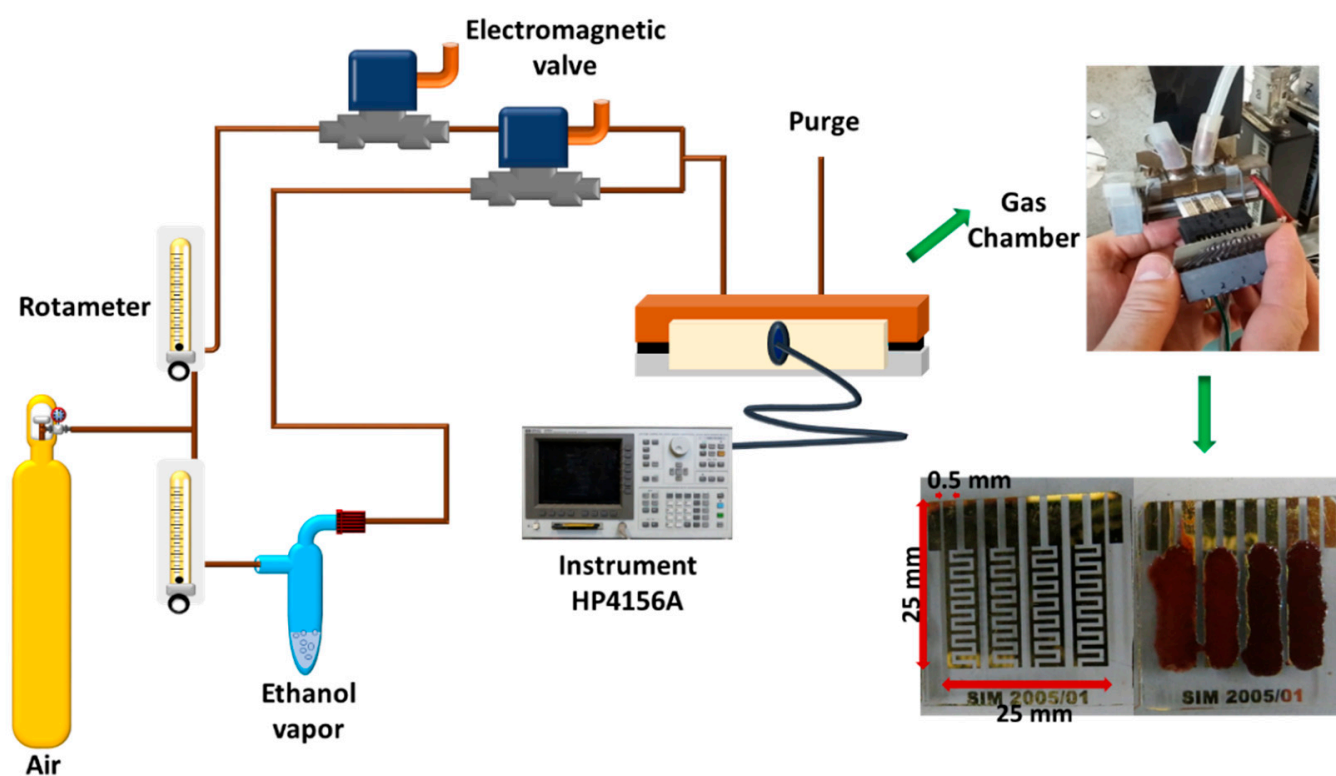 Electromagnetic
valve
Purge
Gas
Chamber
Rotameter
0.5 mm
25 mm
Instrument
HP4156A
SIM 2005/01
SIM 2005/01
25 mm
Ethanol
vapor
Air